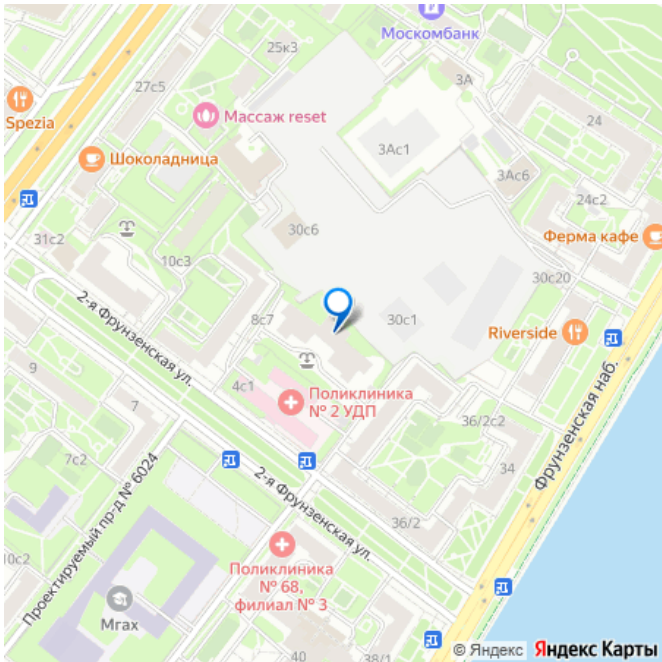 Москомбанк
25к3
3А
27с5
Spezia
Массаж reset
24
3Ас1
Шоколадница
3Ас6
24с2
31с2
30с6
Ферма кафе
10с3
30с20
2-я Фрунзенская ул.
8с7
30с1
Riverside
9
4с1
Поликлиника
№ 2 УДП
7
36/2с2
Фрунзенская наб.
7с2
34
Проектируемый пр-д № 6024
2-я Фрунзенская ул.
36/2
10с2
Поликлиника
№ 68,
филиал № 3
Мгах
40
38/1
© Яндекс Яндекс Карты